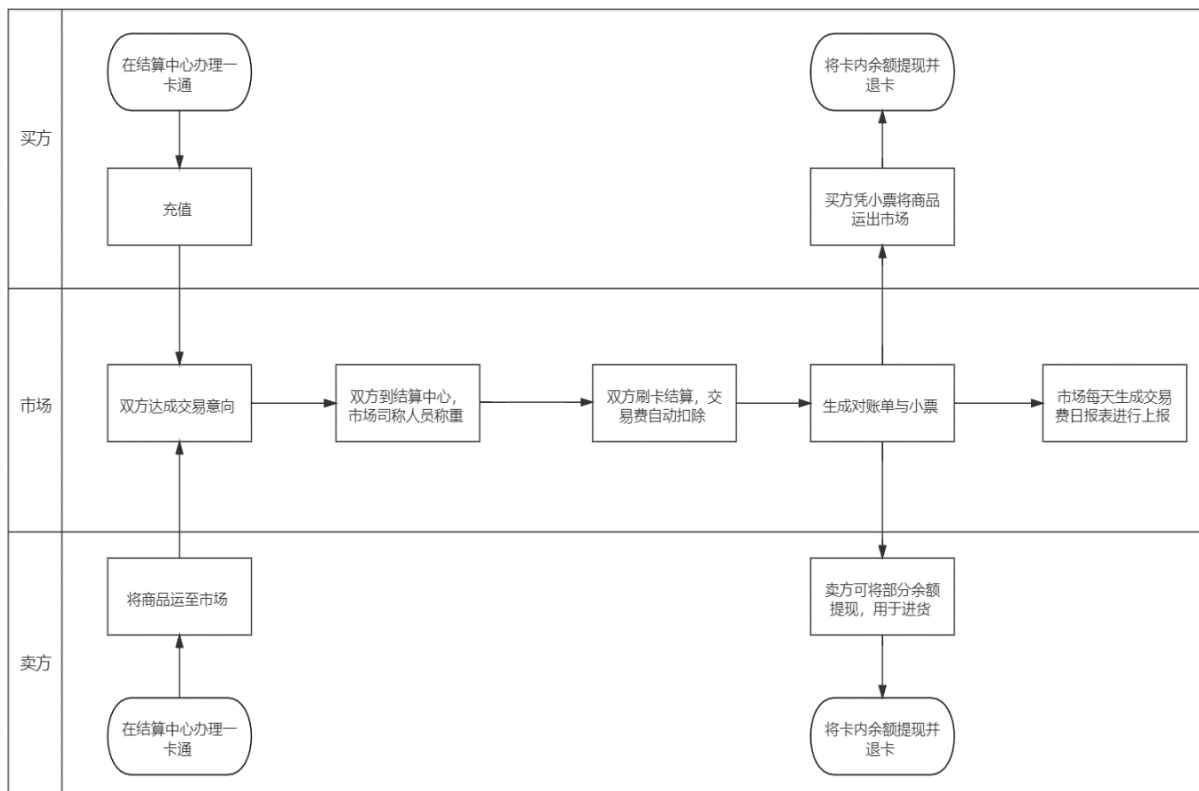 买方
在结算中心办理一
卡通
将卡内余额提现并
退卡
充值
买方凭小票将商品
运出市场
市场
双方达成交易意向
双方到结算中心，
市场司称人员称重
双方刷卡结算，交
易费自动扣除
生成对账单与小票
市场每天生成交易
费日报表进行上报
卖方
将商品运至市场
卖方可将部分余额
提现，用于进货
在结算中心办理一
卡通
将卡内余额提现并
退卡